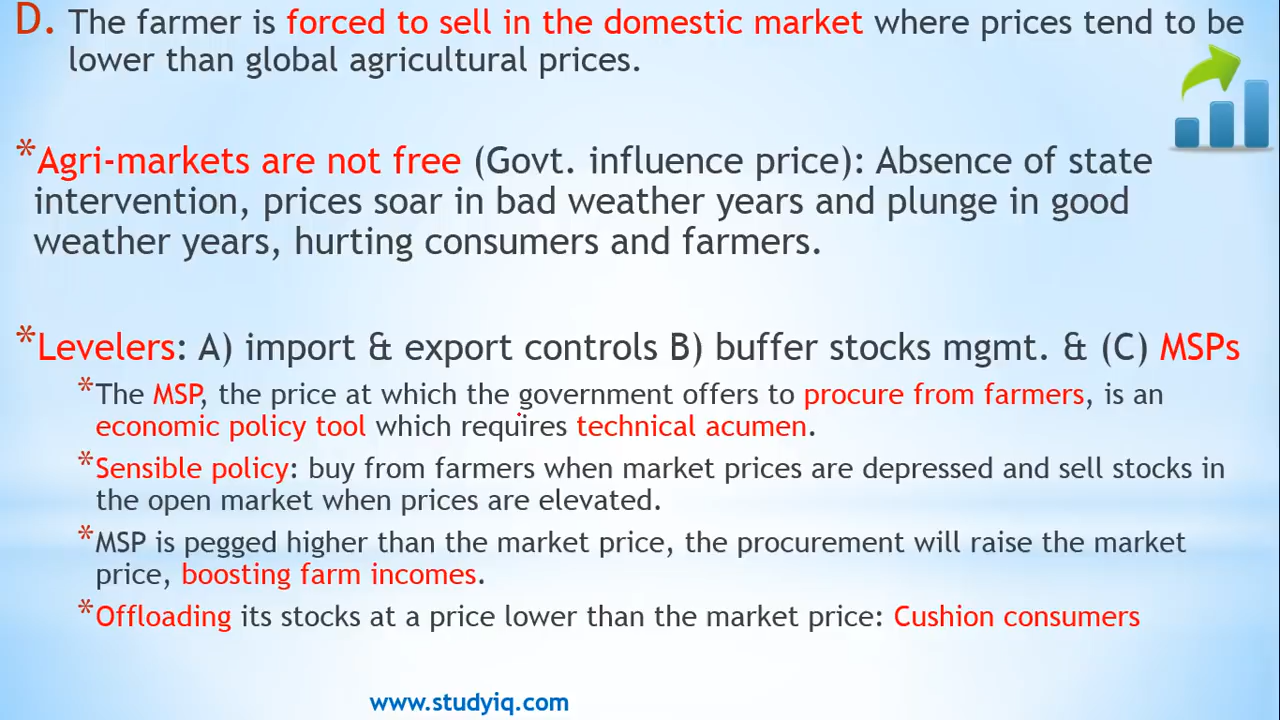 D. The farmer is forced to sell in the domestic market where prices tend to be
lower than global agricultural prices.
*Agri-markets are not free (Govt. influence price): Absence of state
intervention, prices soar in bad weather years and plunge in good
weather years, hurting consumers and farmers.
*Levelers: A) import & export controls B) buffer stocks mgmt. & (C) MSPs
*The MSP, the price at which the government offers to procure from farmers, is an
economic policy tool which requires technical acumen.
*Sensible policy: buy from farmers when market prices are depressed and sell stocks in
the open market when prices are elevated.
*MSP is pegged higher than the market price, the procurement will raise the market
price, boosting farm incomes.
*Offloading its stocks at a price lower than the market price: Cushion consumers
www.studyiq.com